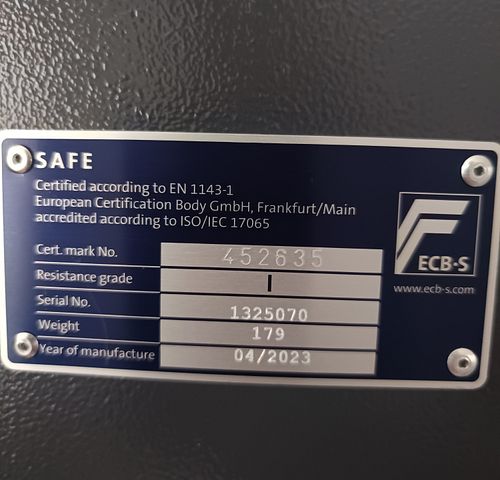 SAFE
Certified according to EN 1143-1
European Certification Body GmbH, Frankfurt/Main
accredited according to ISO/IEC 17065
Cert. mark No. 452635
Resistance grade I
Serial No. 1325070
Weight 179
Year of manufacture 04/2023
ECB-S
www.ecb-s.com